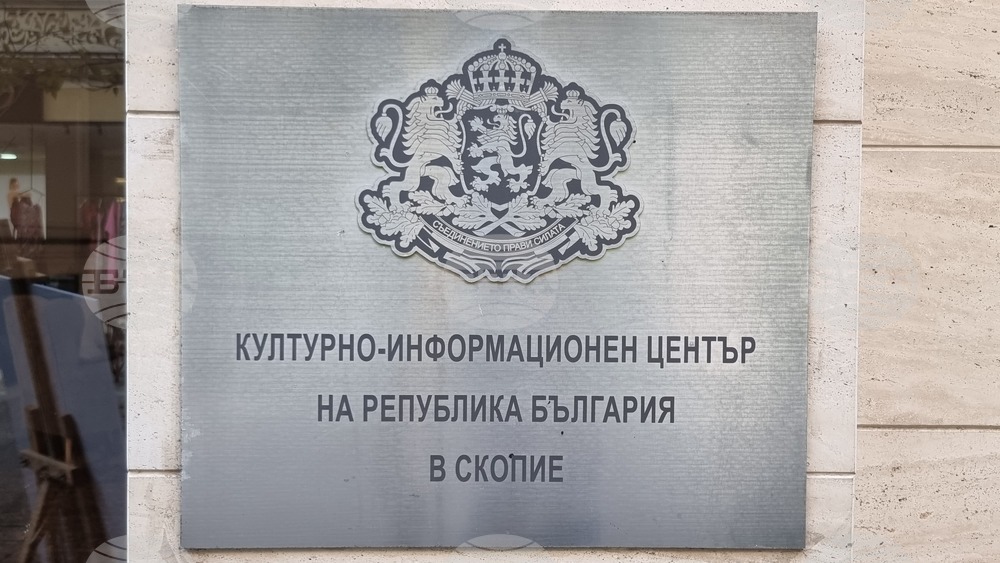 СЪЕДИНЕНИЕТО ПРАВИ СИЛАТА
КУЛТУРНО-ИНФОРМАЦИОНЕН ЦЕНТЪР
НА РЕПУБЛИКА БЪЛГАРИЯ
В СКОПИЕ